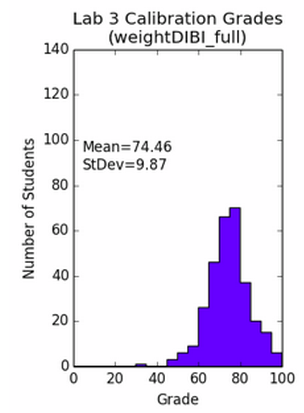 Lab 3 Calibration Grades
(weightDIBI_full)
140
120
100
80
60
40
20
0
Number of Students
Mean=74.46
StDev=9.87
0 20 40 60 80 100
Grade